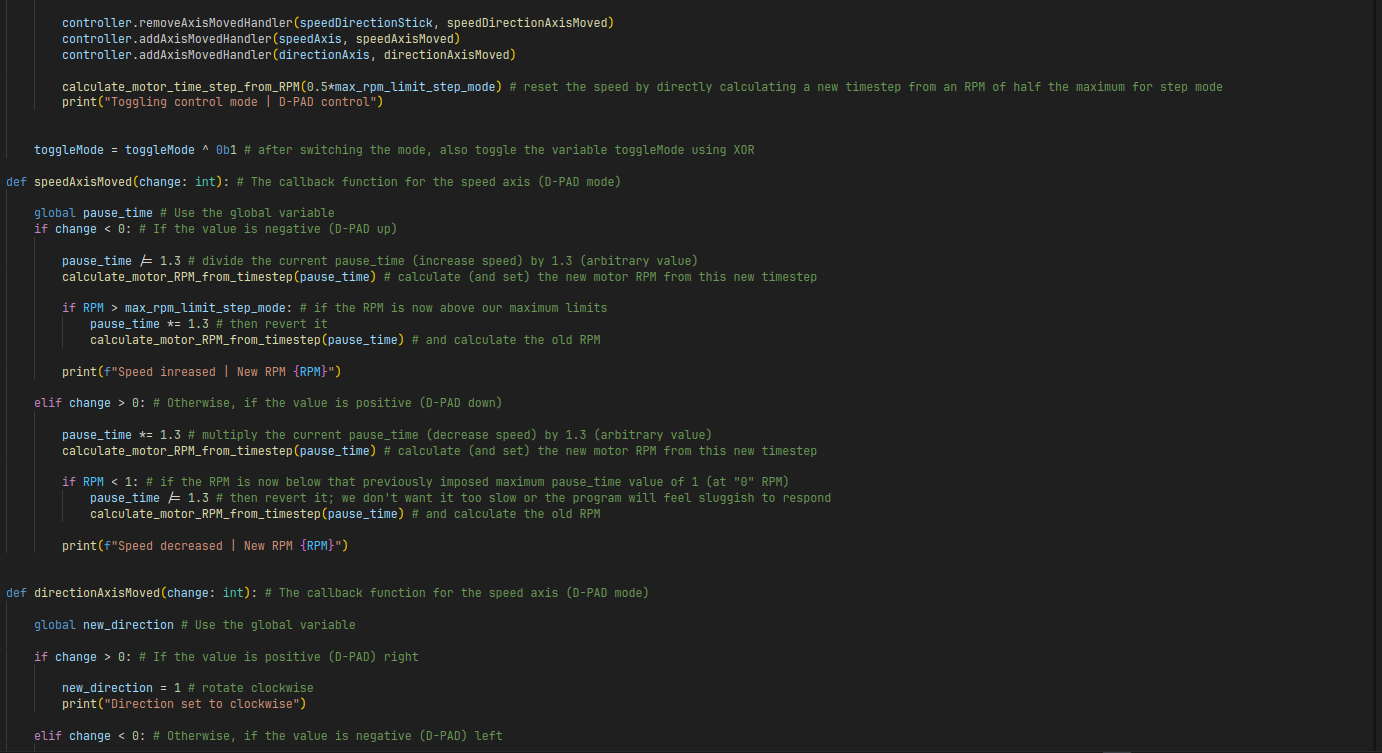 controller.removeAxisMovedHandler(speedDirectionStick, speedDirectionAxisMoved)
controller.addAxisMovedHandler(speedAxis, speedAxisMoved)
controller.addAxisMovedHandler(directionAxis, directionAxisMoved)
calculate_motor_time_step_from_RPM(0.5*max_rpm_limit_step_mode) # reset the speed by directly calculating a new timestep from an RPM of half the maximum for step mode
print("Toggling control mode | D-PAD control")
toggleMode = toggleMode ^ 0b1 # after switching the mode, also toggle the variable toggleMode using XOR
def speedAxisMoved(change: int): # The callback function for the speed axis (D-PAD mode)
global pause_time # Use the global variable
if change < 0: # If the value is negative (D-PAD up)
pause_time /= 1.3 # divide the current pause_time (increase speed) by 1.3 (arbitrary value)
calculate_motor_RPM_from_timestep(pause_time) # calculate (and set) the new motor RPM from this new timestep
if RPM > max_rpm_limit_step_mode: # if the RPM is now above our maximum limits
pause_time *= 1.3 # then revert it
calculate_motor_RPM_from_timestep(pause_time) # and calculate the old RPM
print(f"Speed inreased | New RPM {RPM}")
elif change > 0: # Otherwise, if the value is positive (D-PAD down)
pause_time *= 1.3 # multiply the current pause_time (decrease speed) by 1.3 (arbitrary value)
calculate_motor_RPM_from_timestep(pause_time) # calculate (and set) the new motor RPM from this new timestep
if RPM < 1: # if the RPM is now below that previously imposed maximum pause_time value of 1 (at "0" RPM)
pause_time /= 1.3 # then revert it; we don't want it too slow or the program will feel sluggish to respond
calculate_motor_RPM_from_timestep(pause_time) # and calculate the old RPM
print(f"Speed decreased | New RPM {RPM}")
def directionAxisMoved(change: int): # The callback function for the speed axis (D-PAD mode)
global new_direction # Use the global variable
if change > 0: # If the value is positive (D-PAD) right
new_direction = 1 # rotate clockwise
print("Direction set to clockwise")
elif change < 0: # Otherwise, if the value is negative (D-PAD) left